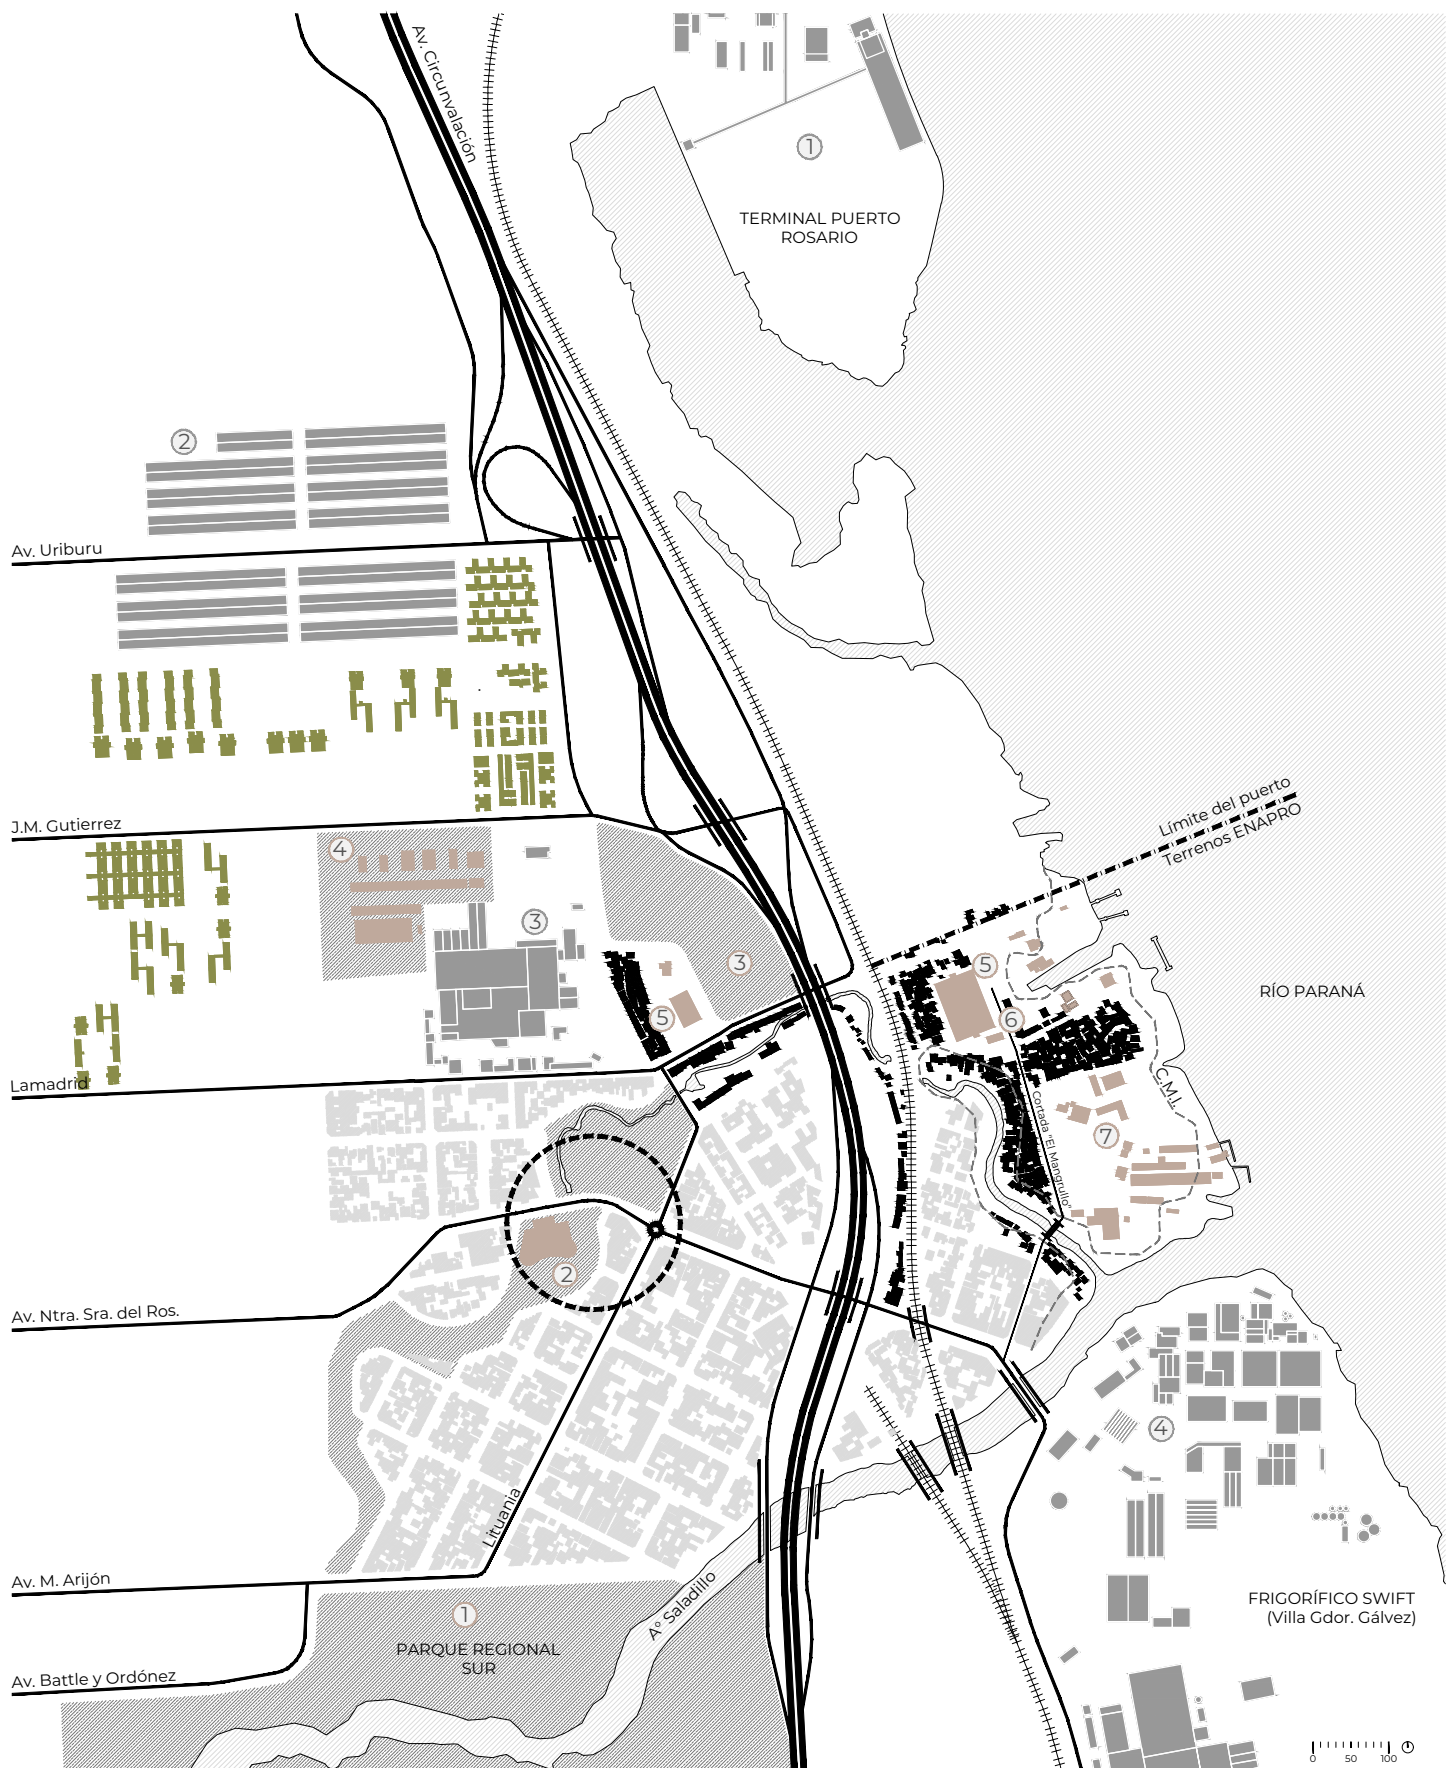 Av. Circunvalación
1
TERMINAL PUERTO
ROSARIO
2
Av. Uriburu
J.M. Gutierrez
Límite del puerto
Terrenos ENAPRO
4
3
3
5
5
6
RÍO PARANÁ
Lamadrid
C.M.I.
Cortada "El Mangrullo"
7
2
Av. Ntra. Sra. del Ros.
4
Lituania
Av. M. Arijón
1
PARQUE REGIONAL
SUR
Aº Saladillo
FRIGORÍFICO SWIFT
(Villa Gdor. Gálvez)
Av. Battle y Ordónez
0 50 100